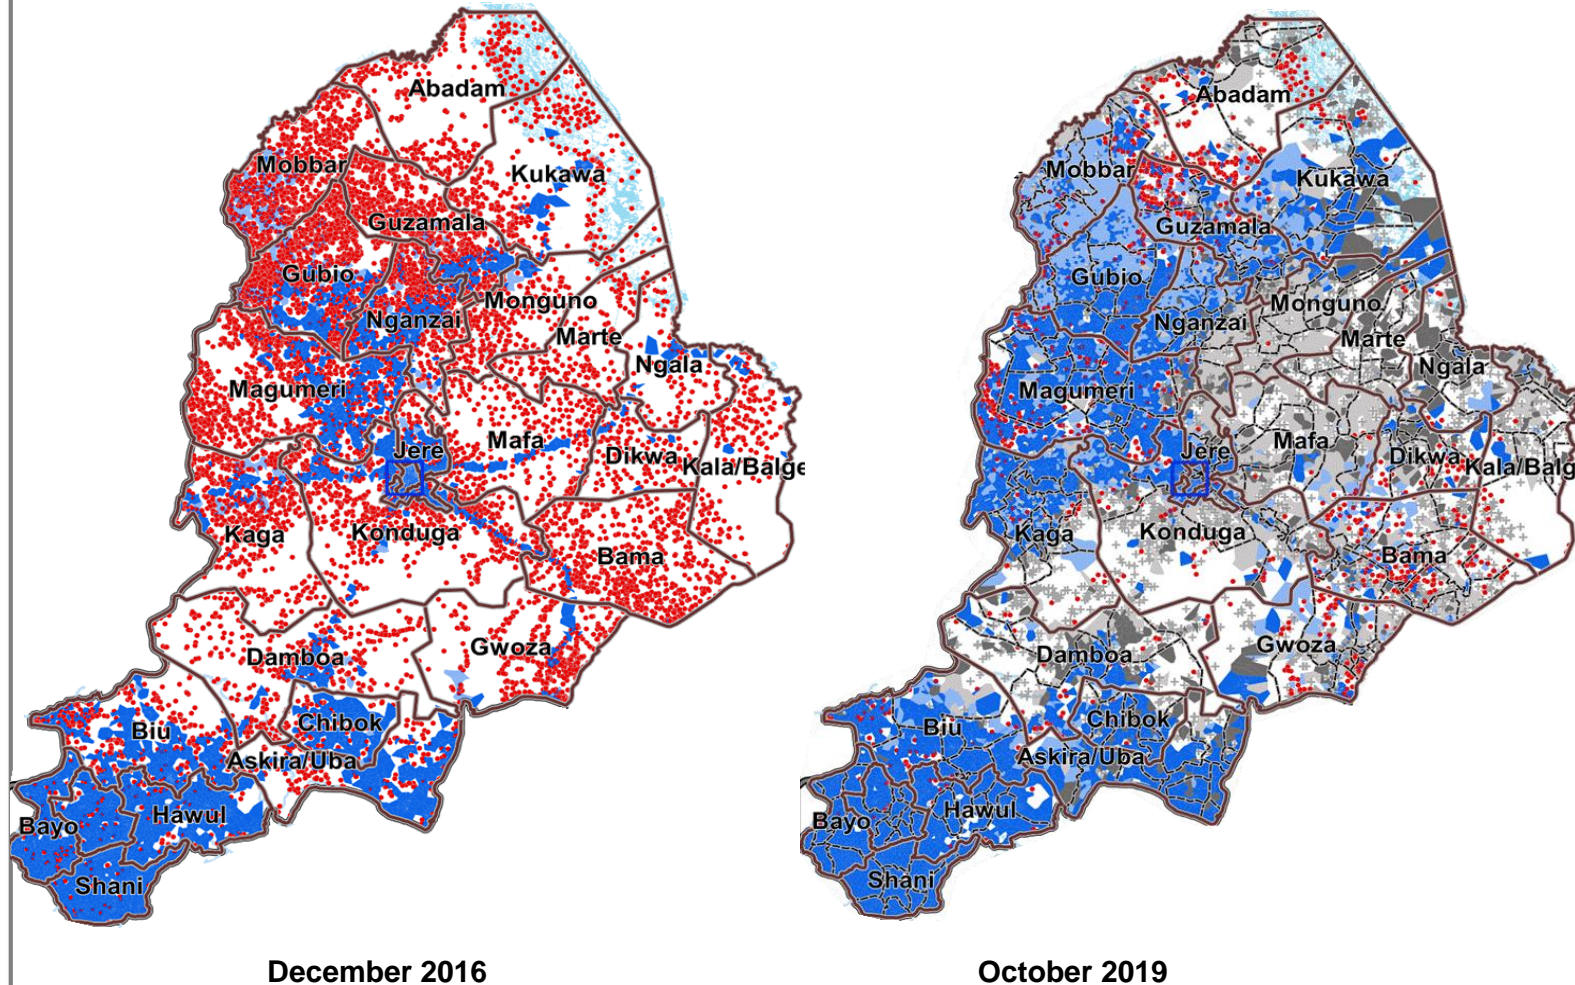 Abadam
Mobbar
Kukawa
Guzamala
Gubio
Monguno
Nganzai
Marte
Ngala
Magumeri
Mafa
Jere
Dikwa
Kala/Balge
Kaga
Konduga
Bama
Damboa
Gwoza
Biu
Chibok
Askira/Uba
Hawul
Bayo
Shani
December 2016
Abadam
Mobbar
Kukawa
Guzamala
Gubio
Monguno
Nganzai
Marte
Ngala
Magumeri
Mafa
Jere
Dikwa
Kala/Balg
Kaga
Konduga
Bama
Damboa
Gwoza
Biu
Chibok
Askira/Uba
Hawul
Bayo
Shani
October 2019